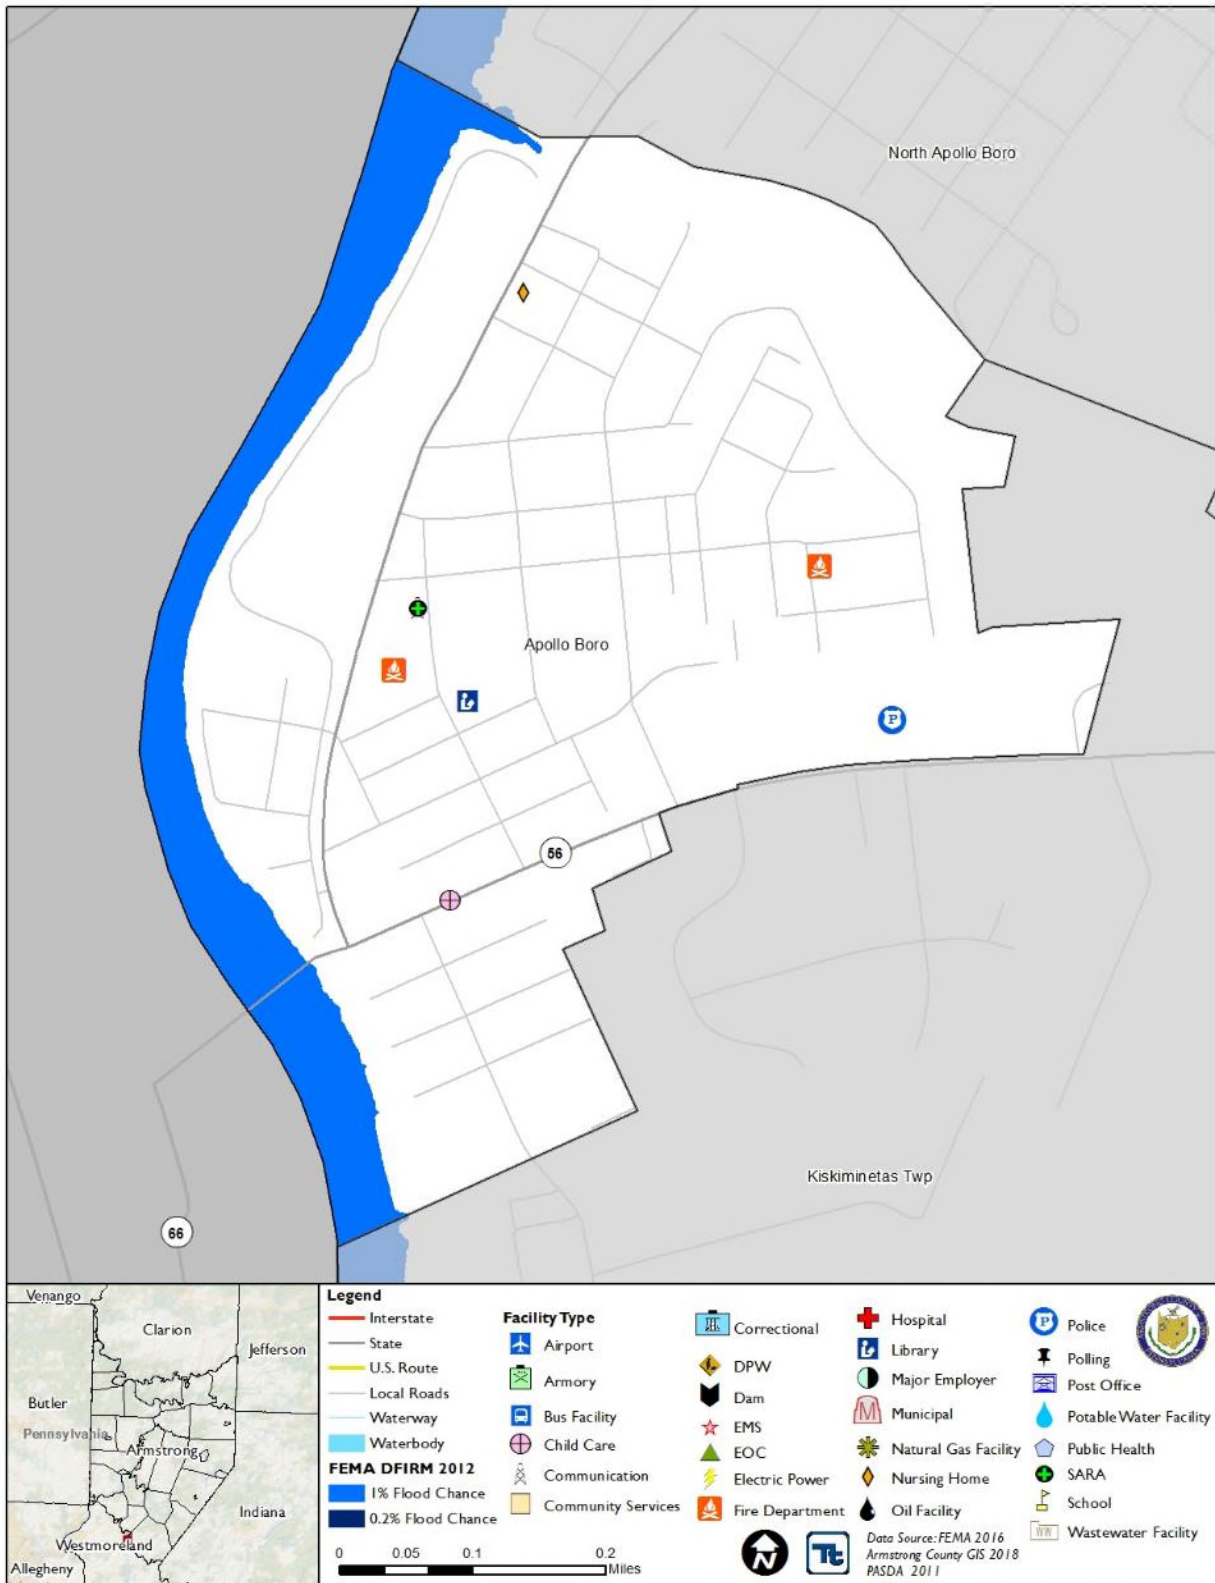 North Apollo Boro
Apollo Boro
P
56
Kiskiminetas Twp
66
Venango
Clarion
Jefferson
Butler
Pennsylvania
Armstrong
Indiana
Westmoreland
Allegheny
Legend
Interstate
State
U.S. Route
Local Roads
Waterway
Waterbody
FEMA DFIRM 2012
1% Flood Chance
0.2% Flood Chance
0 0.05 0.1 0.2
Miles
Facility Type
Airport
Armory
Bus Facility
Child Care
Communication
Community Services
Correctional
DPW
Dam
EMS
EOC
Electric Power
Fire Department
N
Tt
Hospital
Library
Major Employer
M Municipal
Natural Gas Facility
Nursing Home
Oil Facility
Data Source: FEMA 2016
Armstrong County GIS 2018
PASDA 2011
P Police
Polling
Post Office
Potable Water Facility
Public Health
SARA
School
WW Wastewater Facility